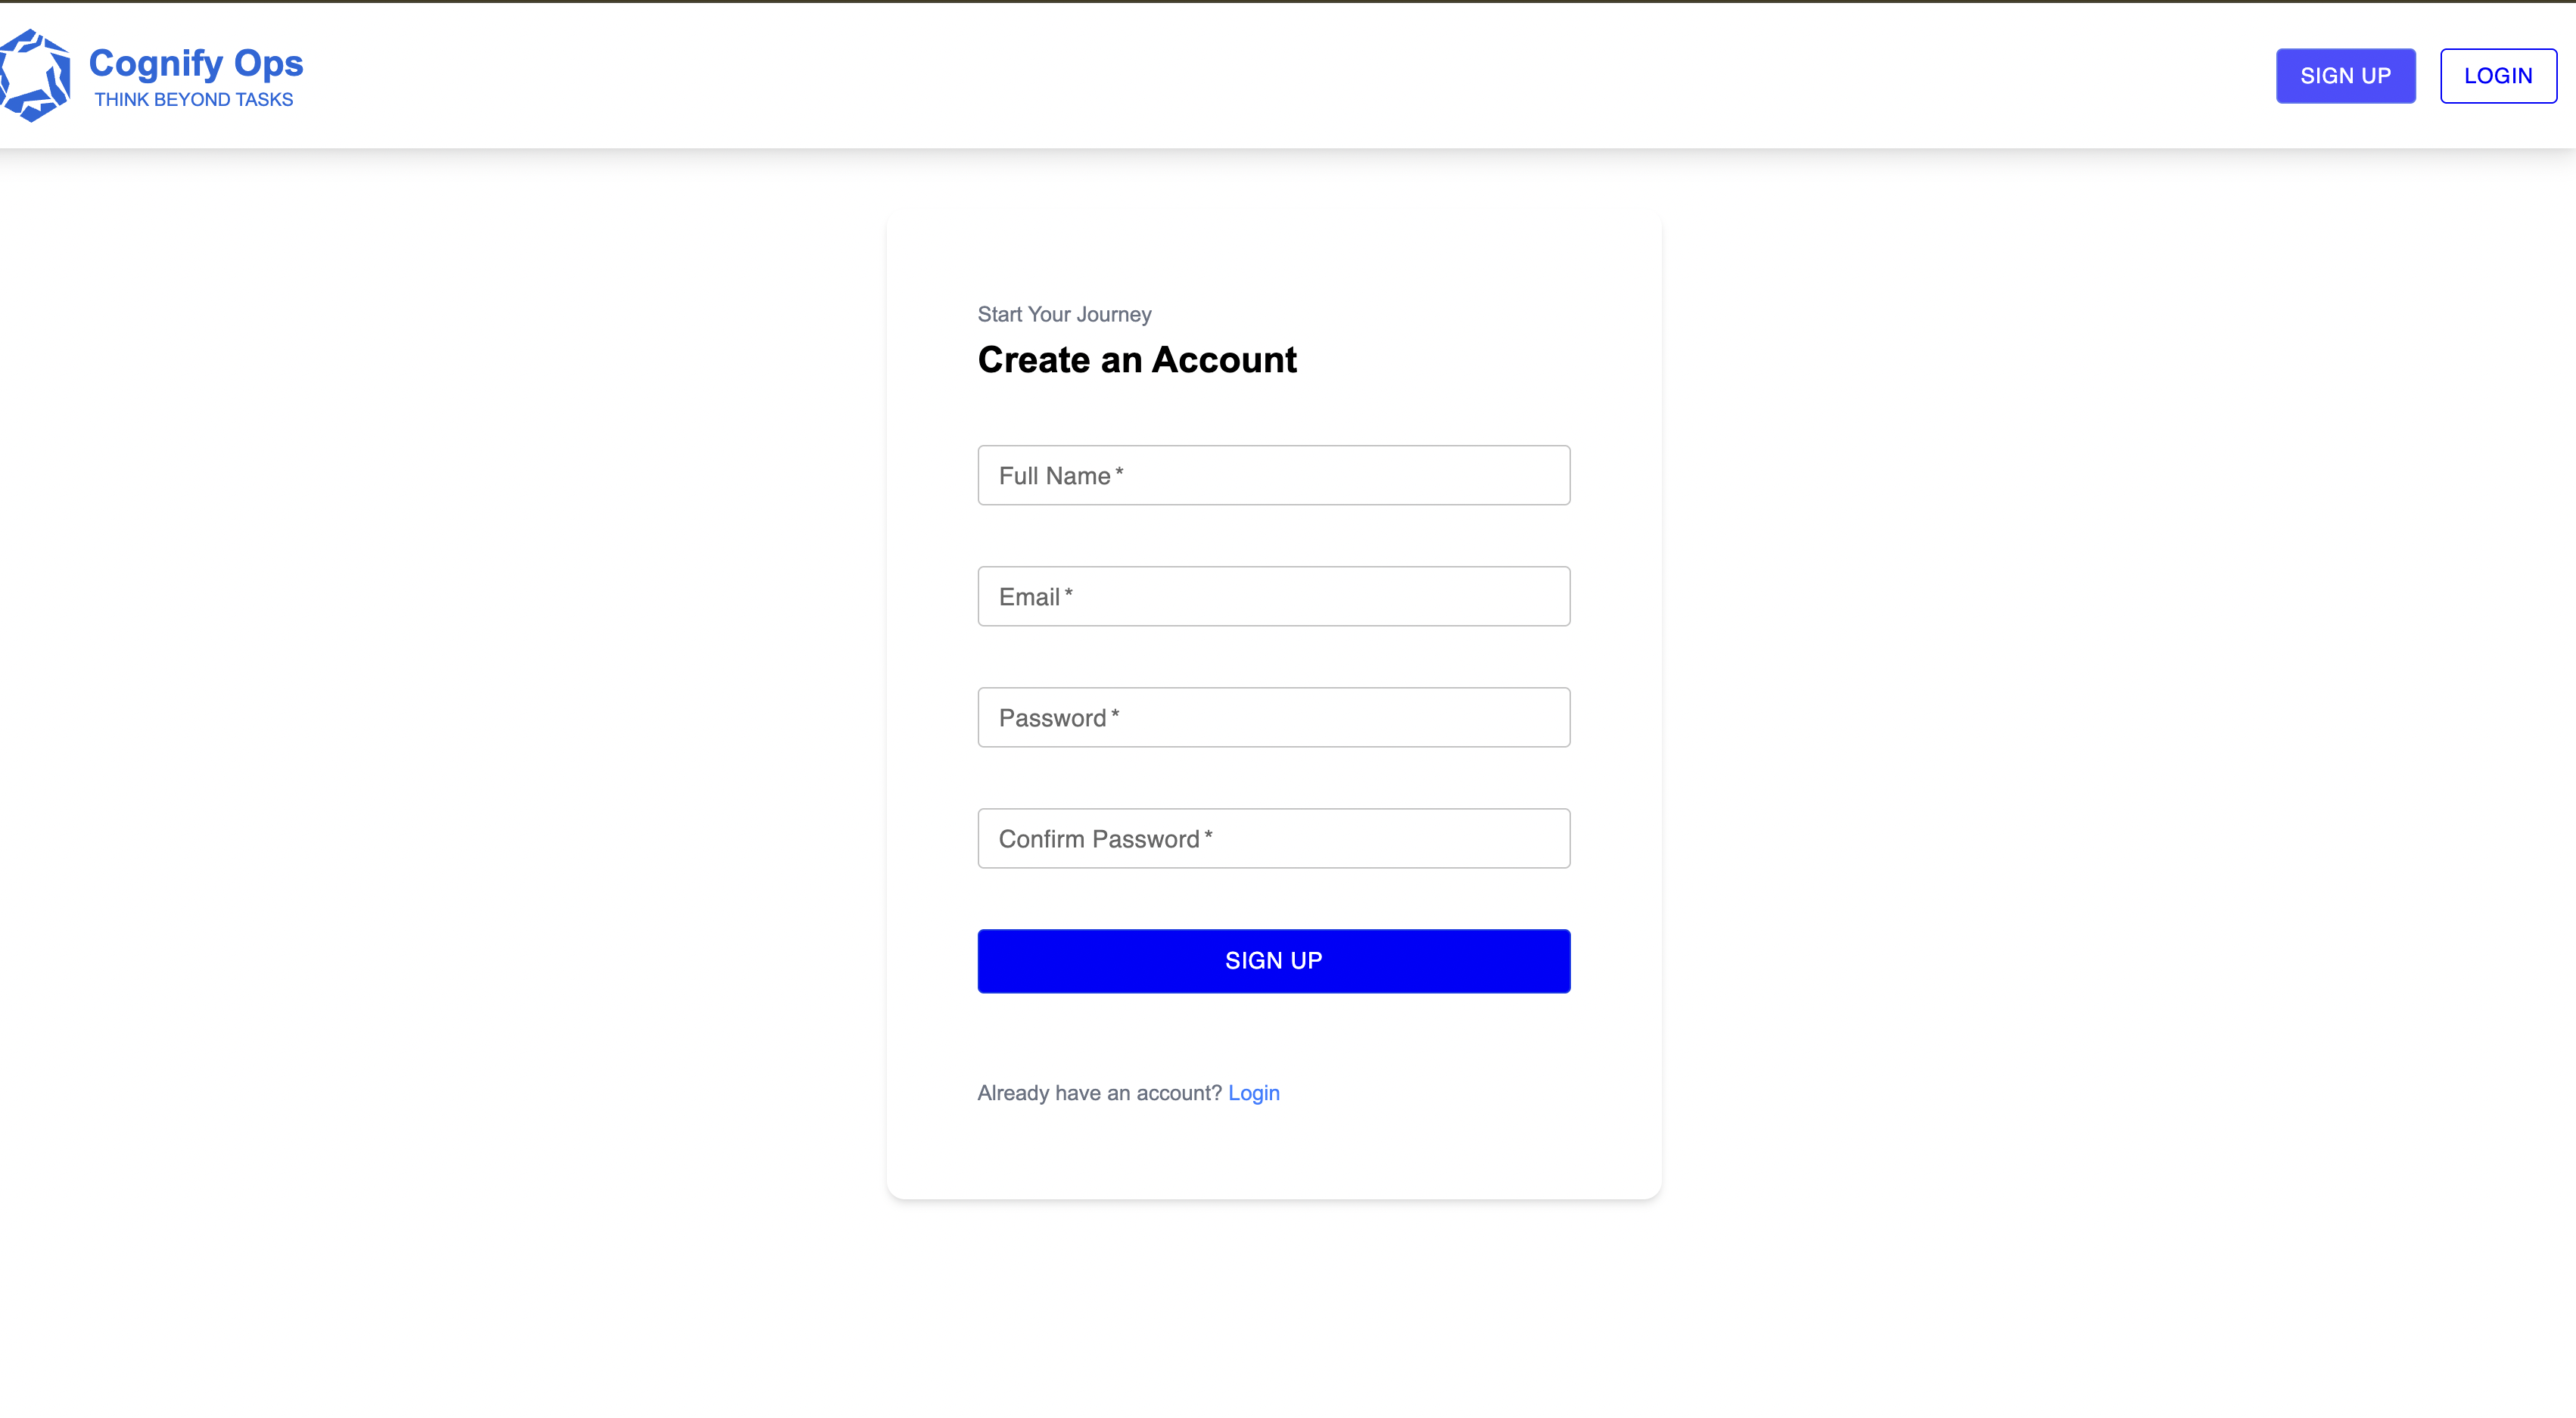 Cognify Ops
THINK BEYOND TASKS
SIGN UP
LOGIN
Start Your Journey
Create an Account
Full Name *
Email *
Password *
Confirm Password *
SIGN UP
Already have an account? Login